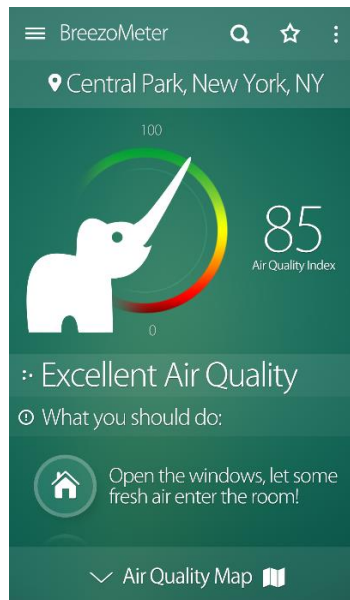 BreezoMeter
Central Park, New York, NY
100
85
Air Quality Index
0
Excellent Air Quality
What you should do:
Open the windows, let some
fresh air enter the room!
Air Quality Map